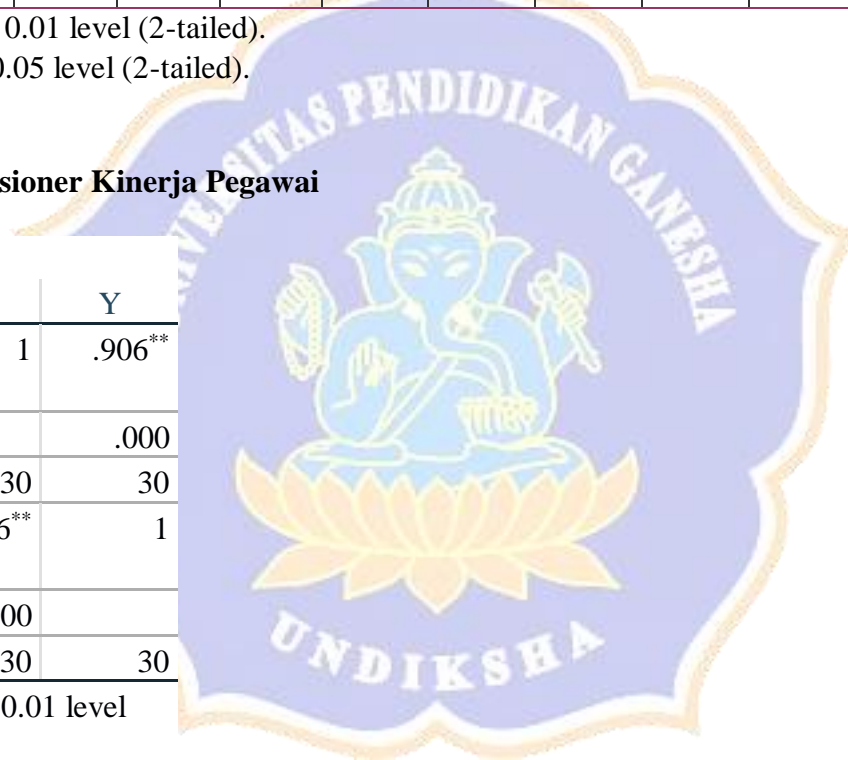 0.01 level (2-tailed).
0.05 level (2-tailed).
UNIVERSITAS PENDIDIKAN GANESHA
sioner Kinerja Pegawai
Y
1 .906**
.000
30 30
6** 1
00
30 30
0.01 level
UNDIKSHA